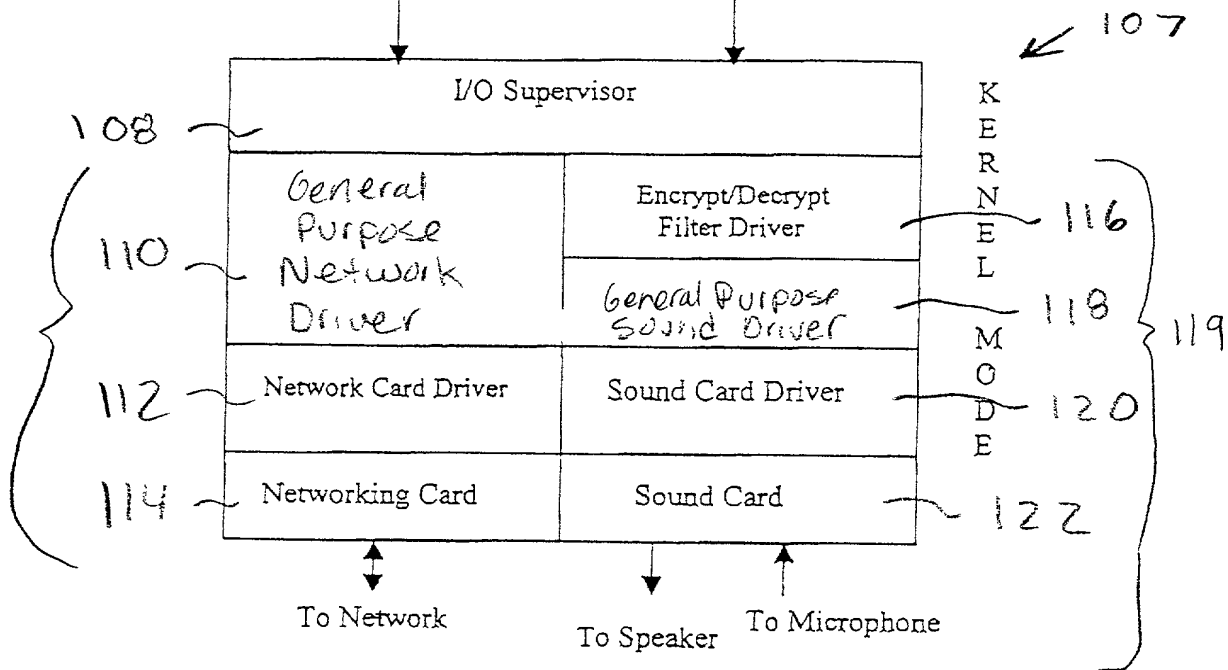 107
I/O Supervisor
108
KERNEL MODE
General
Purpose
Network
Driver
110
Encrypt/Decrypt
Filter Driver
116
General Purpose
Sound Driver
118
119
Network Card Driver
112
Sound Card Driver
120
Networking Card
114
Sound Card
122
To Network
To Speaker
To Microphone